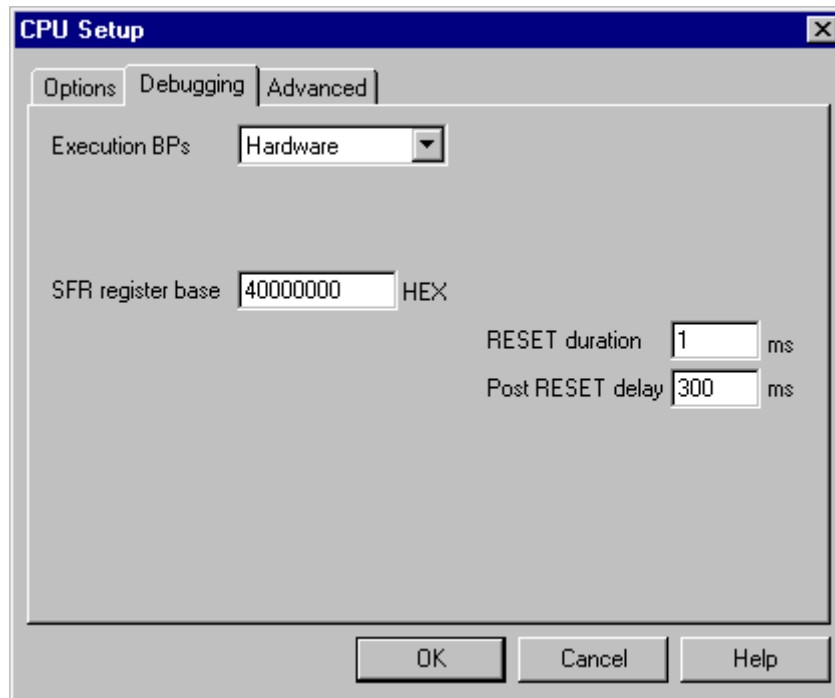 CPU Setup
Options Debugging Advanced
Execution BPs Hardware
SFR register base 40000000 HEX
RESET duration 1 ms
Post RESET delay 300 ms
OK Cancel Help